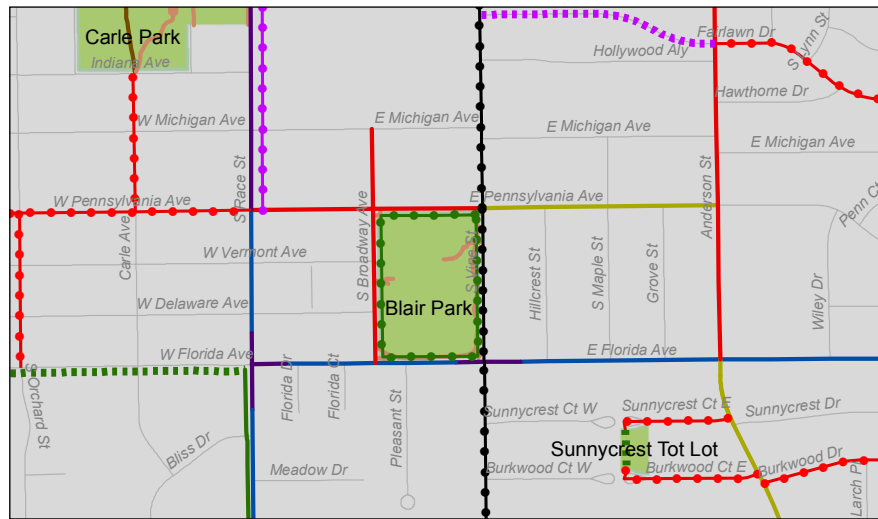 Fairlawn Dr
S Lynn St
Carle Park
Hollywood Aly
Indiana Ave
Hawthorne Dr
W Michigan Ave
E Michigan Ave
E Michigan Ave
E Michigan Ave
S Race St
Anderson St
W Pennsylvania Ave
E Pennsylvania Ave
Penn Ct
Carle Ave
S Broadway Ave
S Vine St
W Vermont Ave
Hillcrest St
S Maple St
Grove St
Wiley Dr
W Delaware Ave
Blair Park
W Florida Ave
E Florida Ave
S Orchard St
Florida Dr
Florida Ct
Pleasant St
Sunnycrest Ct W
Sunnycrest Ct E
Sunnycrest Dr
Bliss Dr
Sunnycrest Tot Lot
Meadow Dr
Burkwood Ct W
Burkwood Ct E
Burkwood Dr
Larch Pl